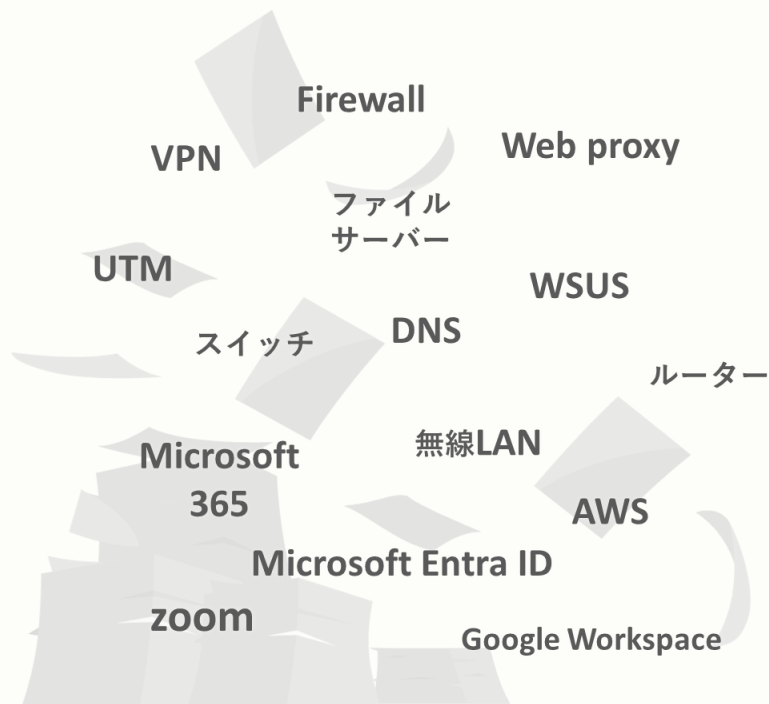 Firewall
Web proxy
VPN
ファイル
サーバー
UTM
WSUS
DNS
スイッチ
ルーター
無線LAN
Microsoft
365
AWS
Microsoft Entra ID
zoom
Google Workspace